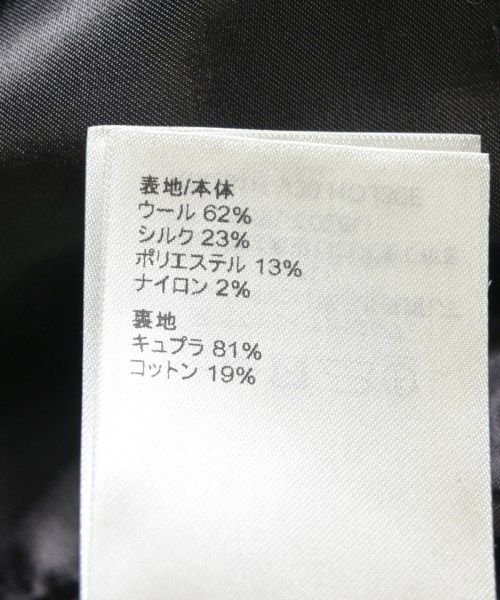 表地/本体
ウール 62%
シルク 23%
ポリエステル 13%
ナイロン 2%
裏地
キュプラ 81%
コットン 19%